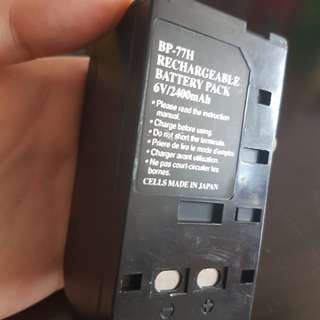 BP-77H
RECHARGEABLE
BATTERY PACK
6V/2400mAh
• Please read the instruction
manual.
• Charge before using.
• Do not short the terminals.
• Priere de lire le mode d'emploi
• Charger avant utilisation.
• Ne pas court-circuiter les
bornes.
CELLS MADE IN JAPAN
- +